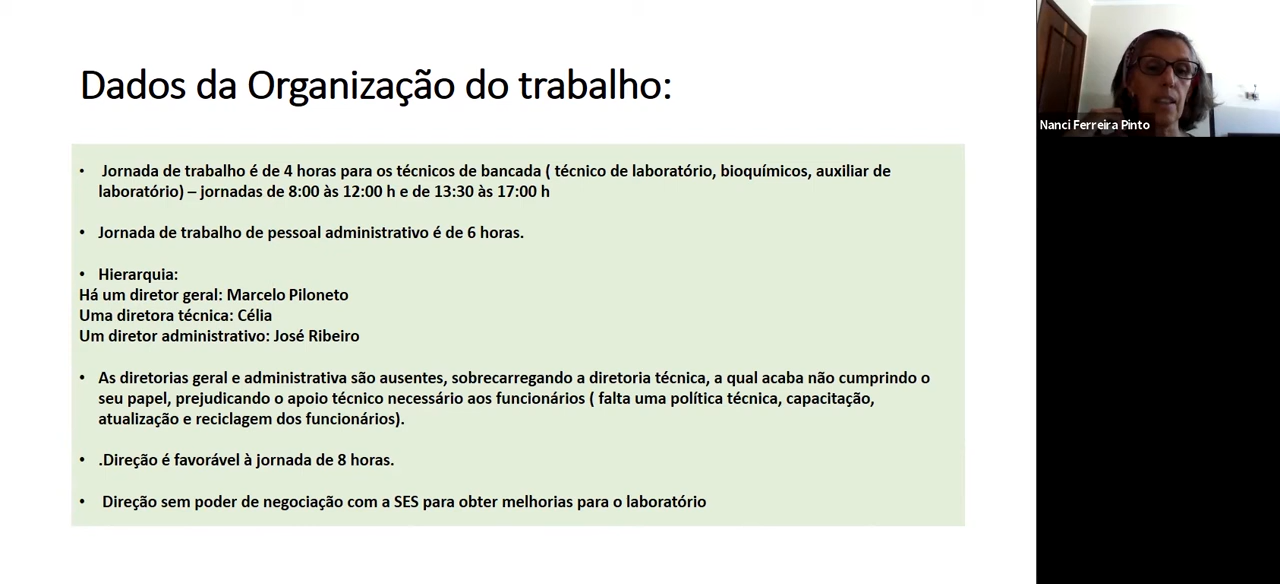 Dados da Organização do trabalho:
• Jornada de trabalho é de 4 horas para os técnicos de bancada ( técnico de laboratório, bioquímicos, auxiliar de
laboratório) – jornadas de 8:00 às 12:00 h e de 13:30 às 17:00 h
• Jornada de trabalho de pessoal administrativo é de 6 horas.
• Hierarquia:
Há um diretor geral: Marcelo Piloneto
Uma diretora técnica: Célia
Um diretor administrativo: José Ribeiro
• As diretorias geral e administrativa são ausentes, sobrecarregando a diretoria técnica, a qual acaba não cumprindo o
seu papel, prejudicando o apoio técnico necessário aos funcionários ( falta uma política técnica, capacitação,
atualização e reciclagem dos funcionários).
• .Direção é favorável à jornada de 8 horas.
• Direção sem poder de negociação com a SES para obter melhorias para o laboratório
Nanci Ferreira Pinto